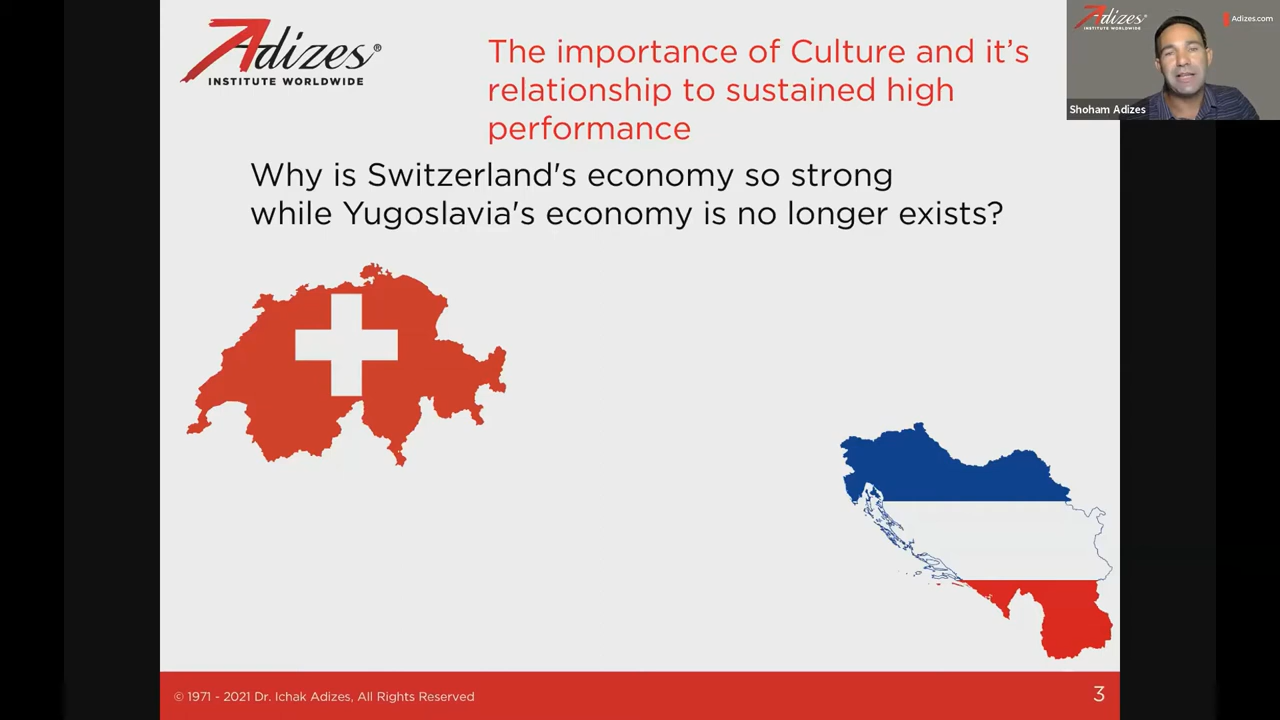 Adizes®
INSTITUTE WORLDWIDE
The importance of Culture and it's
relationship to sustained high
performance
Why is Switzerland's economy so strong
while Yugoslavia's economy is no longer exists?
Adizes®
INSTITUTE WORLDWIDE
Adizes.com
Shoham Adizes
© 1971 - 2021 Dr. Ichak Adizes, All Rights Reserved
3